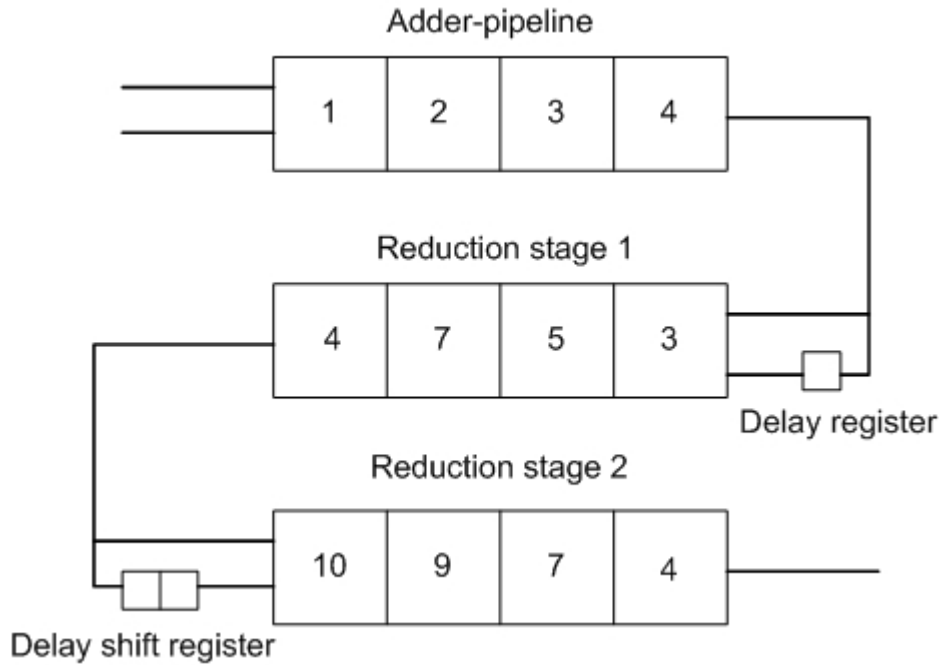 Adder-pipeline
1 2 3 4
Reduction stage 1
4 7 5 3
Delay register
Reduction stage 2
10 9 7 4
Delay shift register